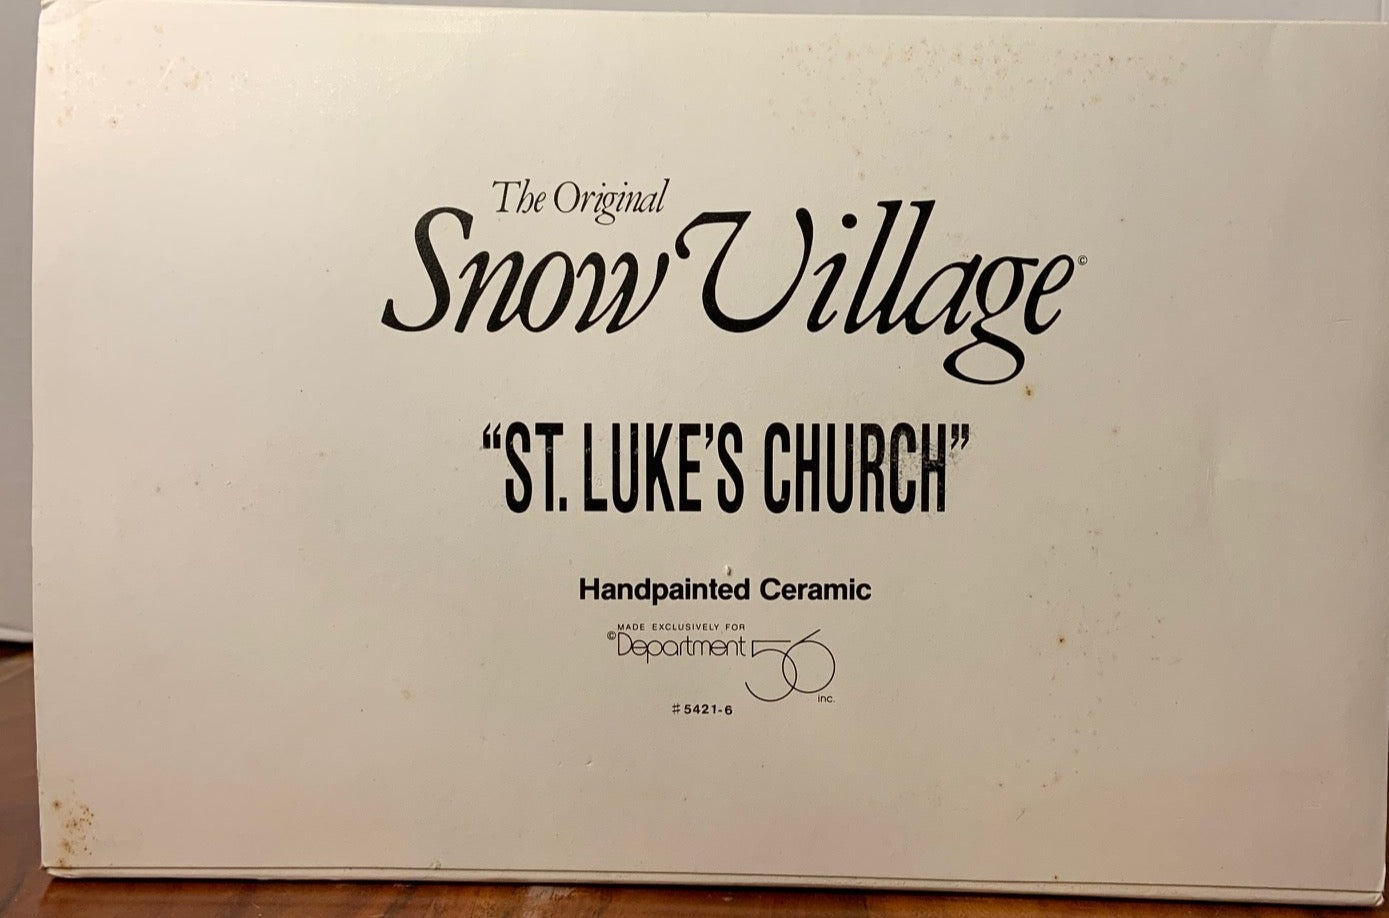 The Original
Snow Village©
“ST. LUKE’S CHURCH”
Handpainted Ceramic
MADE EXCLUSIVELY FOR
©Department 56
inc.
#5421-6